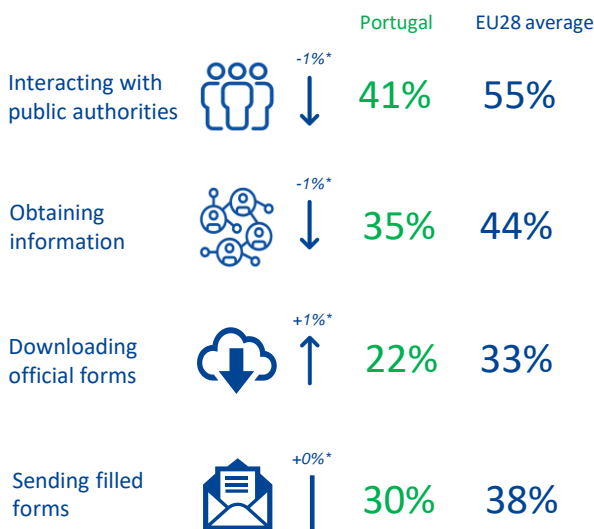 Portugal EU28 average
Interacting with
public authorities
-1%*
41% 55%
Obtaining
information
-1%*
35% 44%
Downloading
official forms
+1%*
22% 33%
Sending filled
forms
+0%*
30% 38%